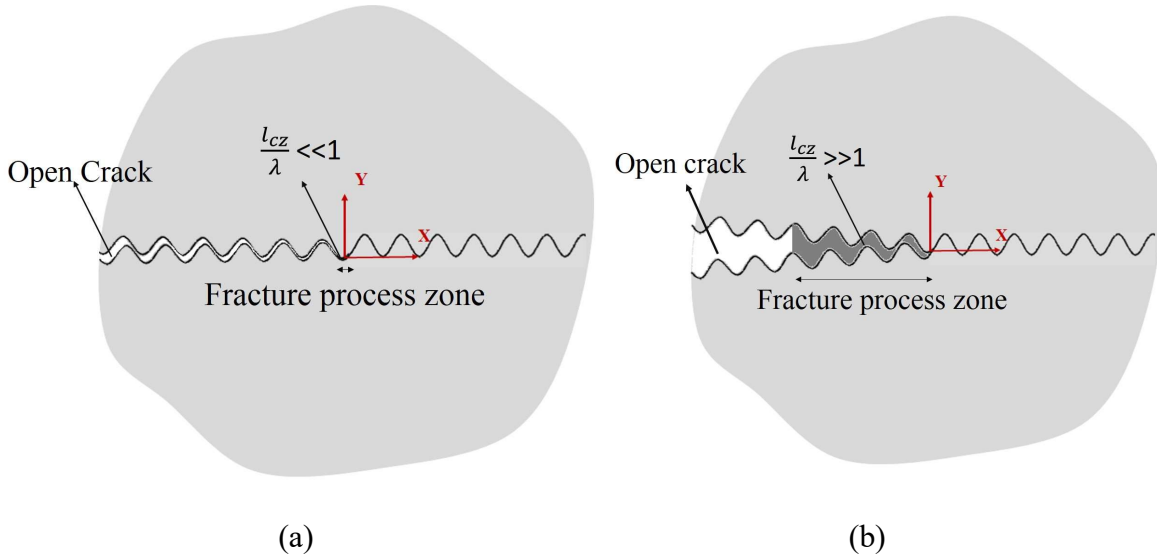 Open Crack
l_cz/λ <<1
Y
X
Fracture process zone
(a)
Open crack
l_cz/λ >>1
Y
X
Fracture process zone
(b)